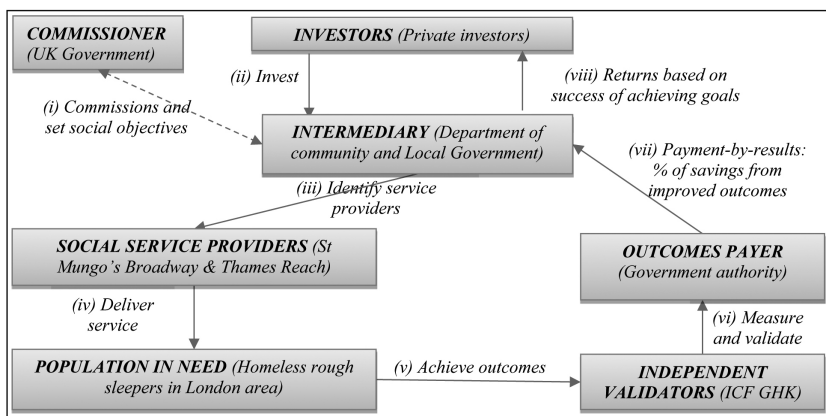 COMMISSIONER
(UK Government)
INVESTORS (Private investors)
(ii) Invest
(viii) Returns based on
success of achieving goals
(i) Commissions and
set social objectives
INTERMEDIARY (Department of
community and Local Government)
(vii) Payment-by-results:
% of savings from
improved outcomes
(iii) Identify service
providers
SOCIAL SERVICE PROVIDERS (St
Mungo's Broadway & Thames Reach)
OUTCOMES PAYER
(Government authority)
(iv) Deliver
service
(vi) Measure
and validate
POPULATION IN NEED (Homeless rough
sleepers in London area)
(v) Achieve outcomes
INDEPENDENT
VALIDATORS (ICF GHK)